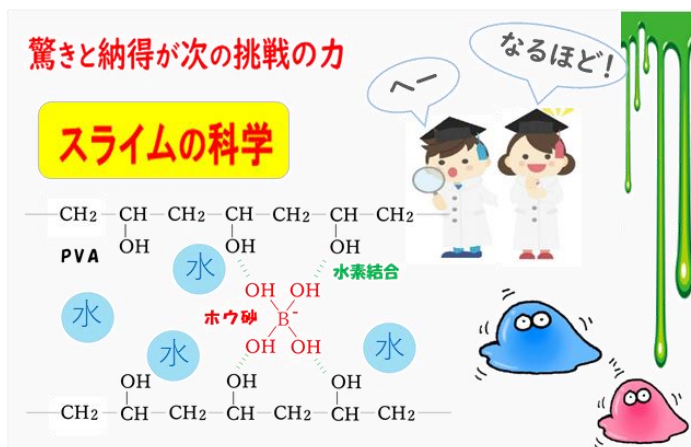 驚きと納得が次の挑戦の力
へー
なるほど!
スライムの科学
CH2 CH CH2 CH CH2 CH CH2
OH OH OH
PVA
水
水素結合
OH OH
ホウ砂
B-
水
水
水
OH OH
OH OH OH
CH2 CH CH2 CH CH2 CH CH2